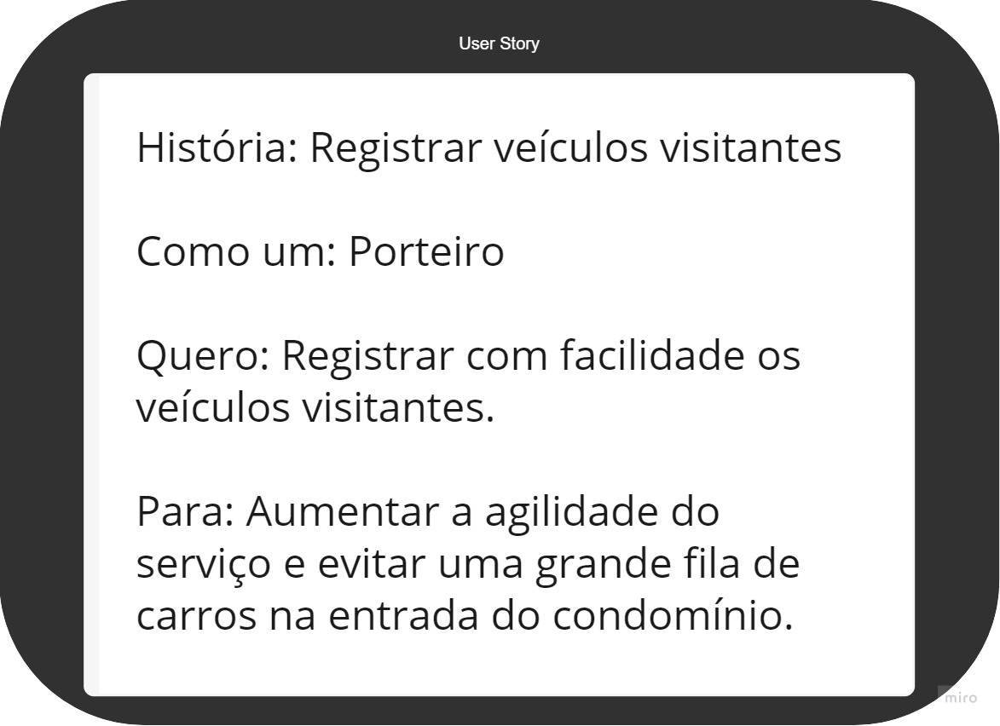 User Story
História: Registrar veículos visitantes
Como um: Porteiro
Quero: Registrar com facilidade os
veículos visitantes.
Para: Aumentar a agilidade do
serviço e evitar uma grande fila de
carros na entrada do condomínio.
miro